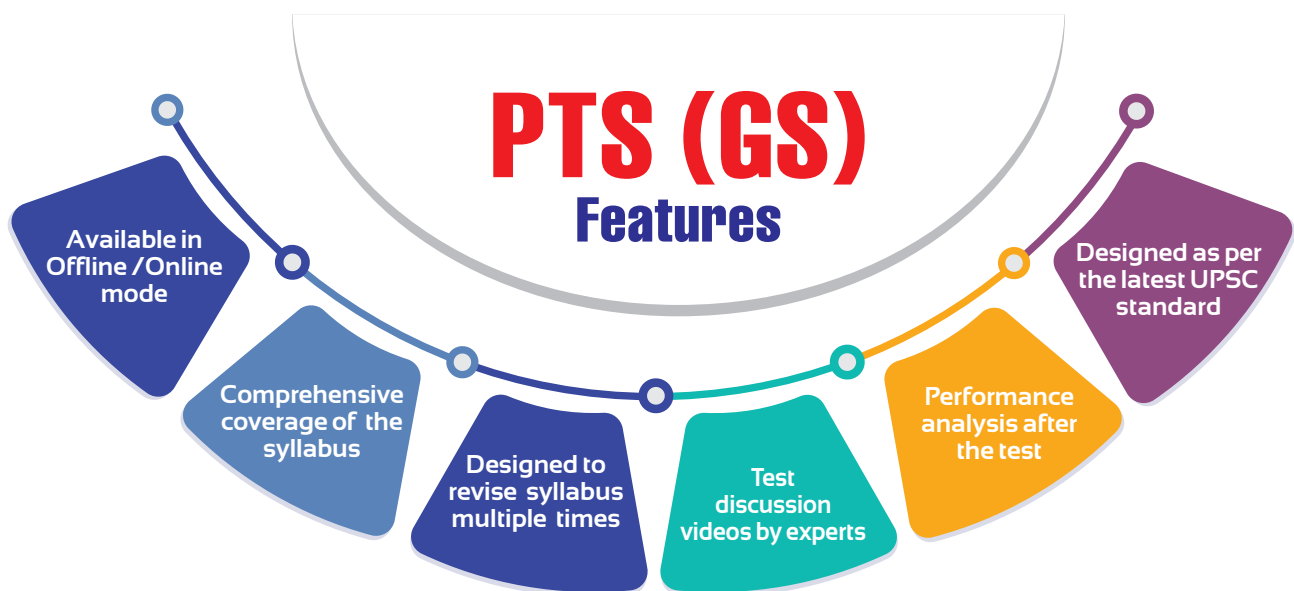 PTS (GS)
Features
Available in
Offline / Online
mode
Comprehensive
coverage of the
syllabus
Designed to
revise syllabus
multiple times
Test
discussion
videos by experts
Performance
analysis after
the test
Designed as per
the latest UPSC
standard